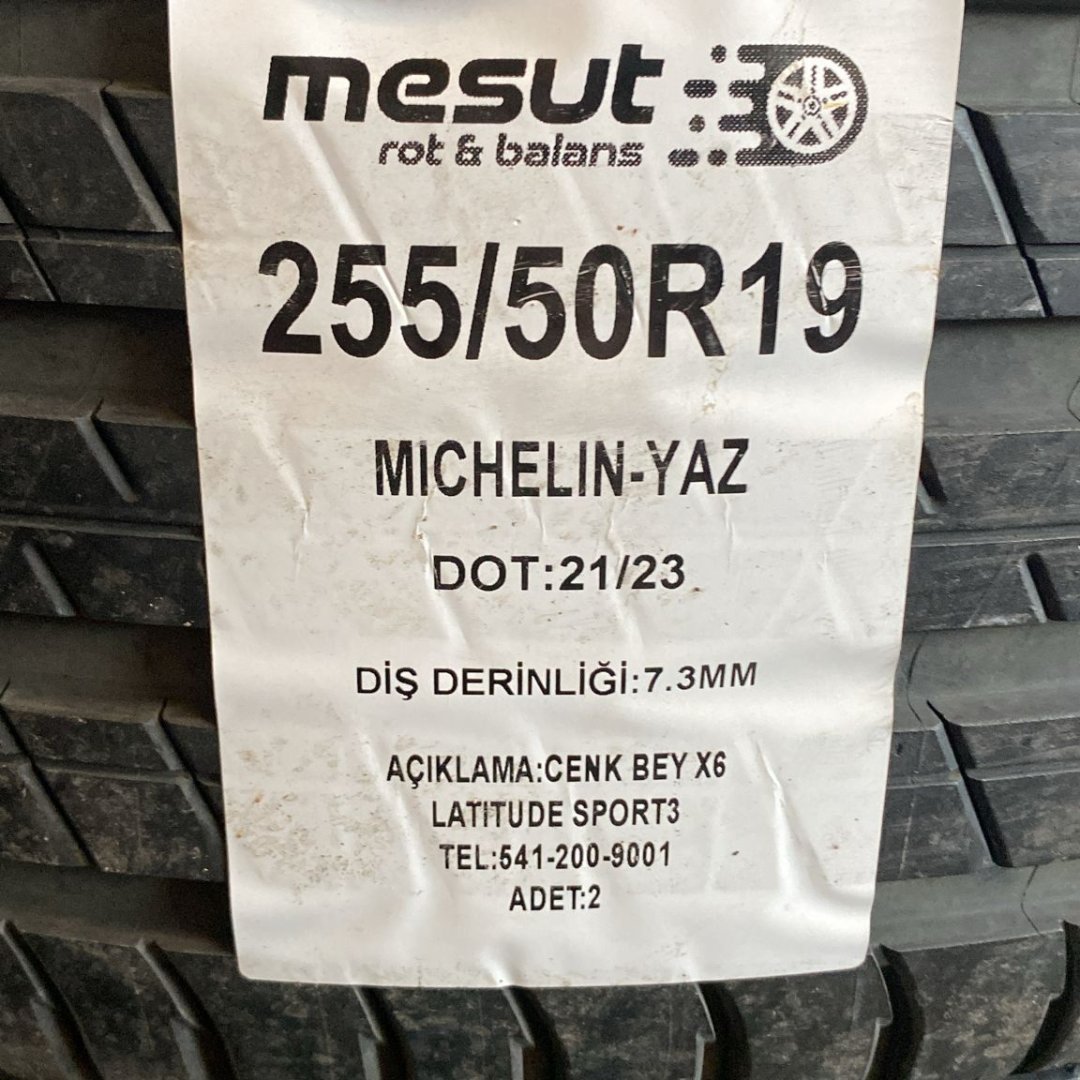 mesut
rot & balans
255/50R19
MICHELIN-YAZ
DOT:21/23
DİŞ DERİNLİĞİ:7.3MM
AÇIKLAMA:CENK BEY X6
LATITUDE SPORT3
TEL:541-200-9001
ADET:2